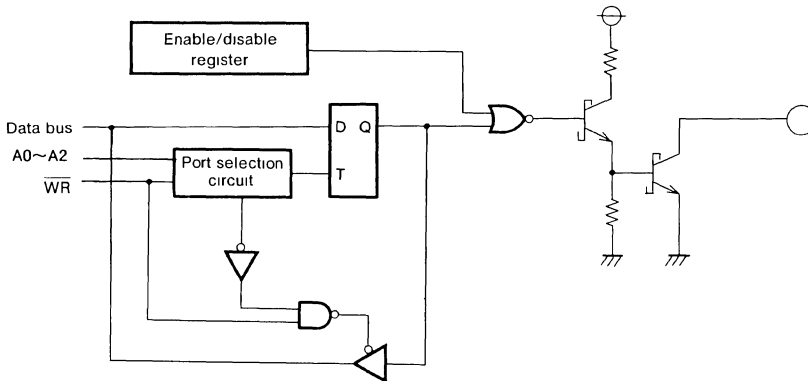 Enable/disable
register
Data bus
D Q
A0~A2
Port selection
circuit
T
WR